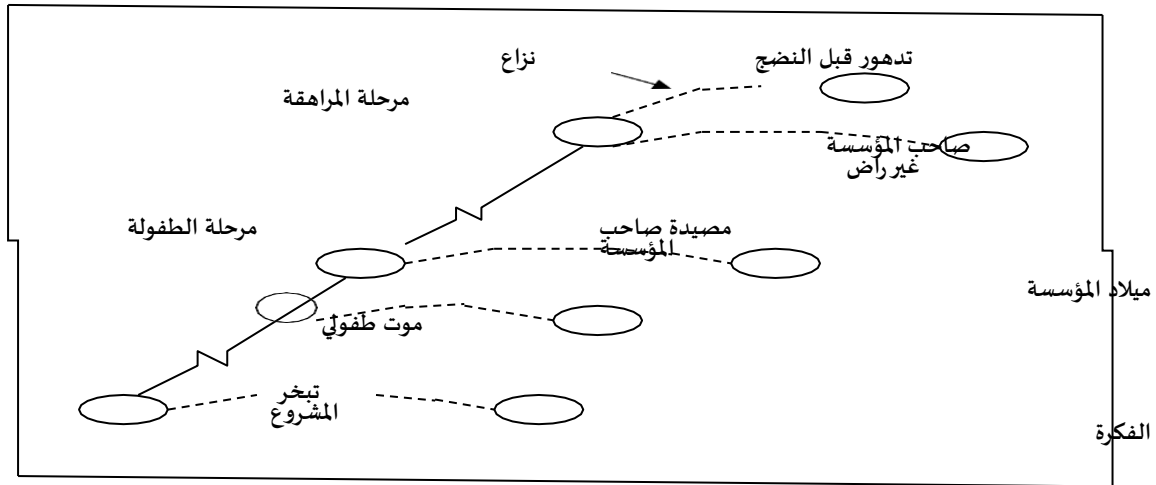 تدهور قبل النضج
نزاع
مرحلة المراهقة
صاحب المؤسسة
غير راض
مصيدة صاحب
المؤسسة
مرحلة الطفولة
ميلاد المؤسسة
موت طفولي
تبخر
المشروع
الفكرة